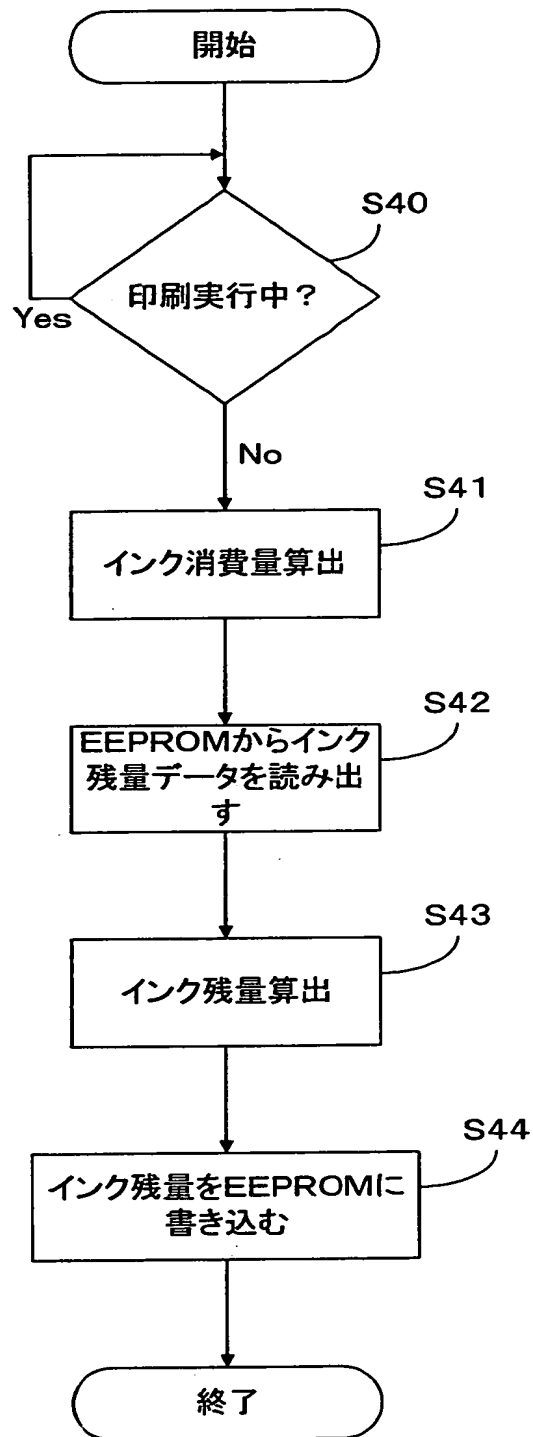 開始
S40
印刷実行中？
Yes
No
S41
インク消費量算出
S42
EEPROMからインク
残量データを読み出
す
S43
インク残量算出
S44
インク残量をEEPROMに
書き込む
終了